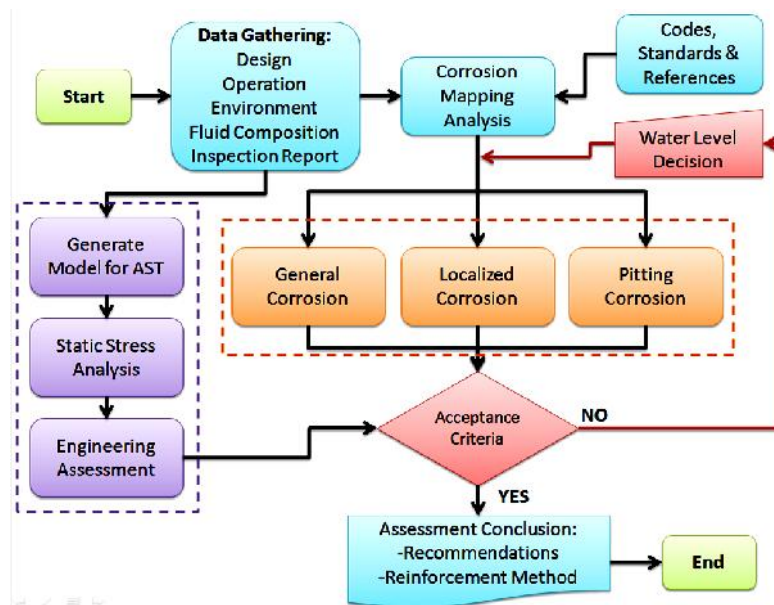 Start
Data Gathering:
Design
Operation
Environment
Fluid Composition
Inspection Report
Corrosion
Mapping
Analysis
Codes,
Standards &
References
Water Level
Decision
Generate
Model for AST
Static Stress
Analysis
Engineering
Assessment
General
Corrosion
Localized
Corrosion
Pitting
Corrosion
Acceptance
Criteria
NO
YES
Assessment Conclusion:
-Recommendations
-Reinforcement Method
End